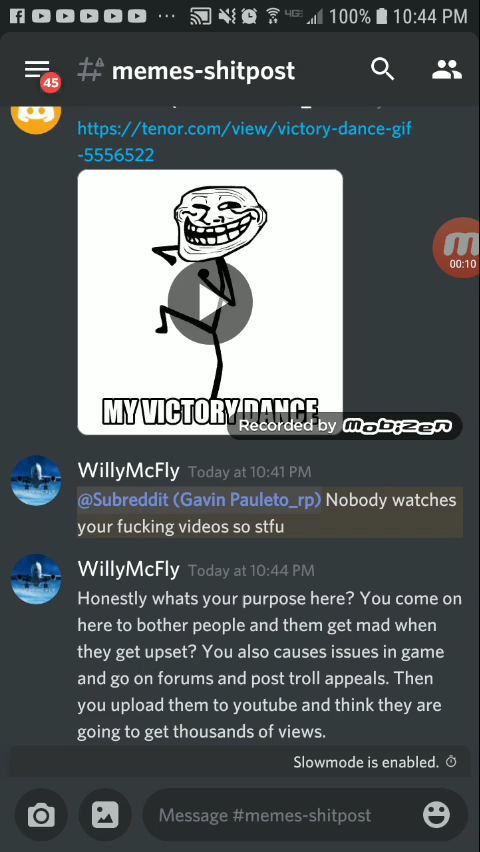 4G 100% 10:44 PM
45
memes-shitpost
https://tenor.com/view/victory-dance-gif
-5556522
00:10
MY VICTORY DANCE
Recorded by mobizen
WillyMcFly Today at 10:41 PM
@Subreddit (Gavin Pauleto_rp) Nobody watches
your fucking videos so stfu
WillyMcFly Today at 10:44 PM
Honestly whats your purpose here? You come on
here to bother people and them get mad when
they get upset? You also causes issues in game
and go on forums and post troll appeals. Then
you upload them to youtube and think they are
going to get thousands of views.
Slowmode is enabled.
Message #memes-shitpost